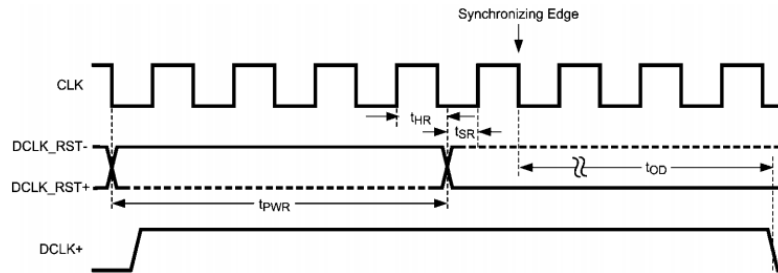 Synchronizing Edge
CLK
tHR
tSR
DCLK_RST-
tOD
DCLK_RST+
tPWR
DCLK+